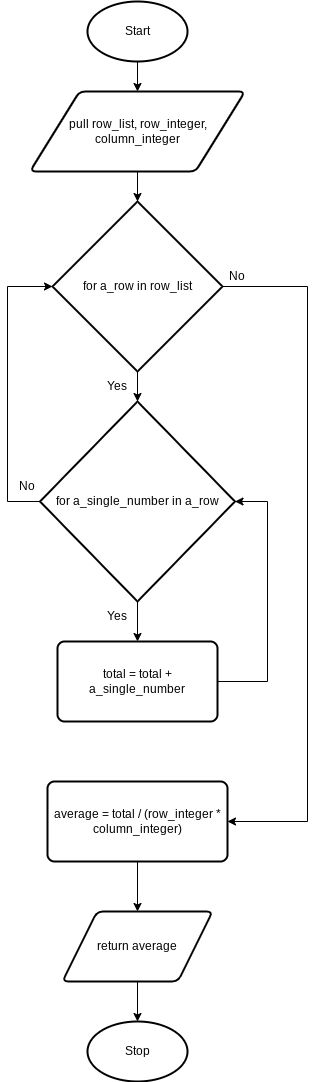 Start
pull row_list, row_integer,
column_integer
for a_row in row_list
No
Yes
for a_single_number in a_row
No
Yes
total = total +
a_single_number
average = total / (row_integer *
column_integer)
return average
Stop